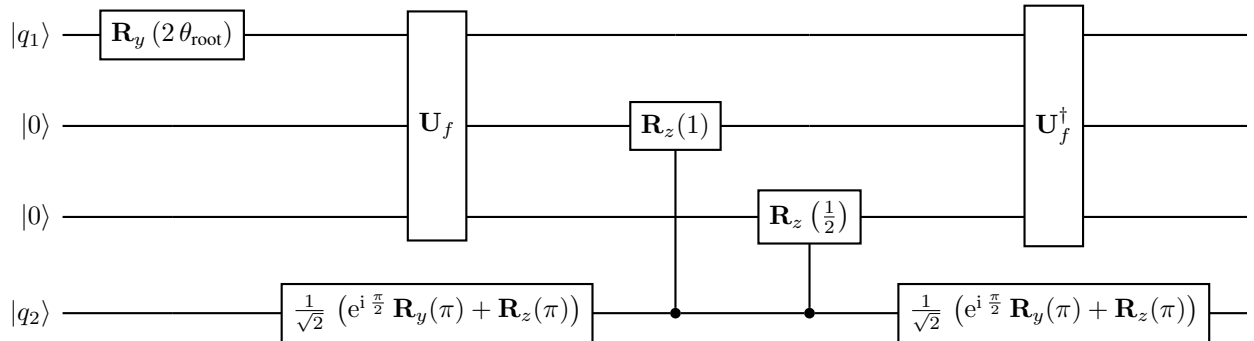 |q₁⟩ R_y (2 θ_root)
|0⟩ U_f R_z(1) U_f^†
|0⟩ R_z (1/2)
|q₂⟩ 1/√2 (e^{i π/2} R_y(π) + R_z(π)) 1/√2 (e^{i π/2} R_y(π) + R_z(π))